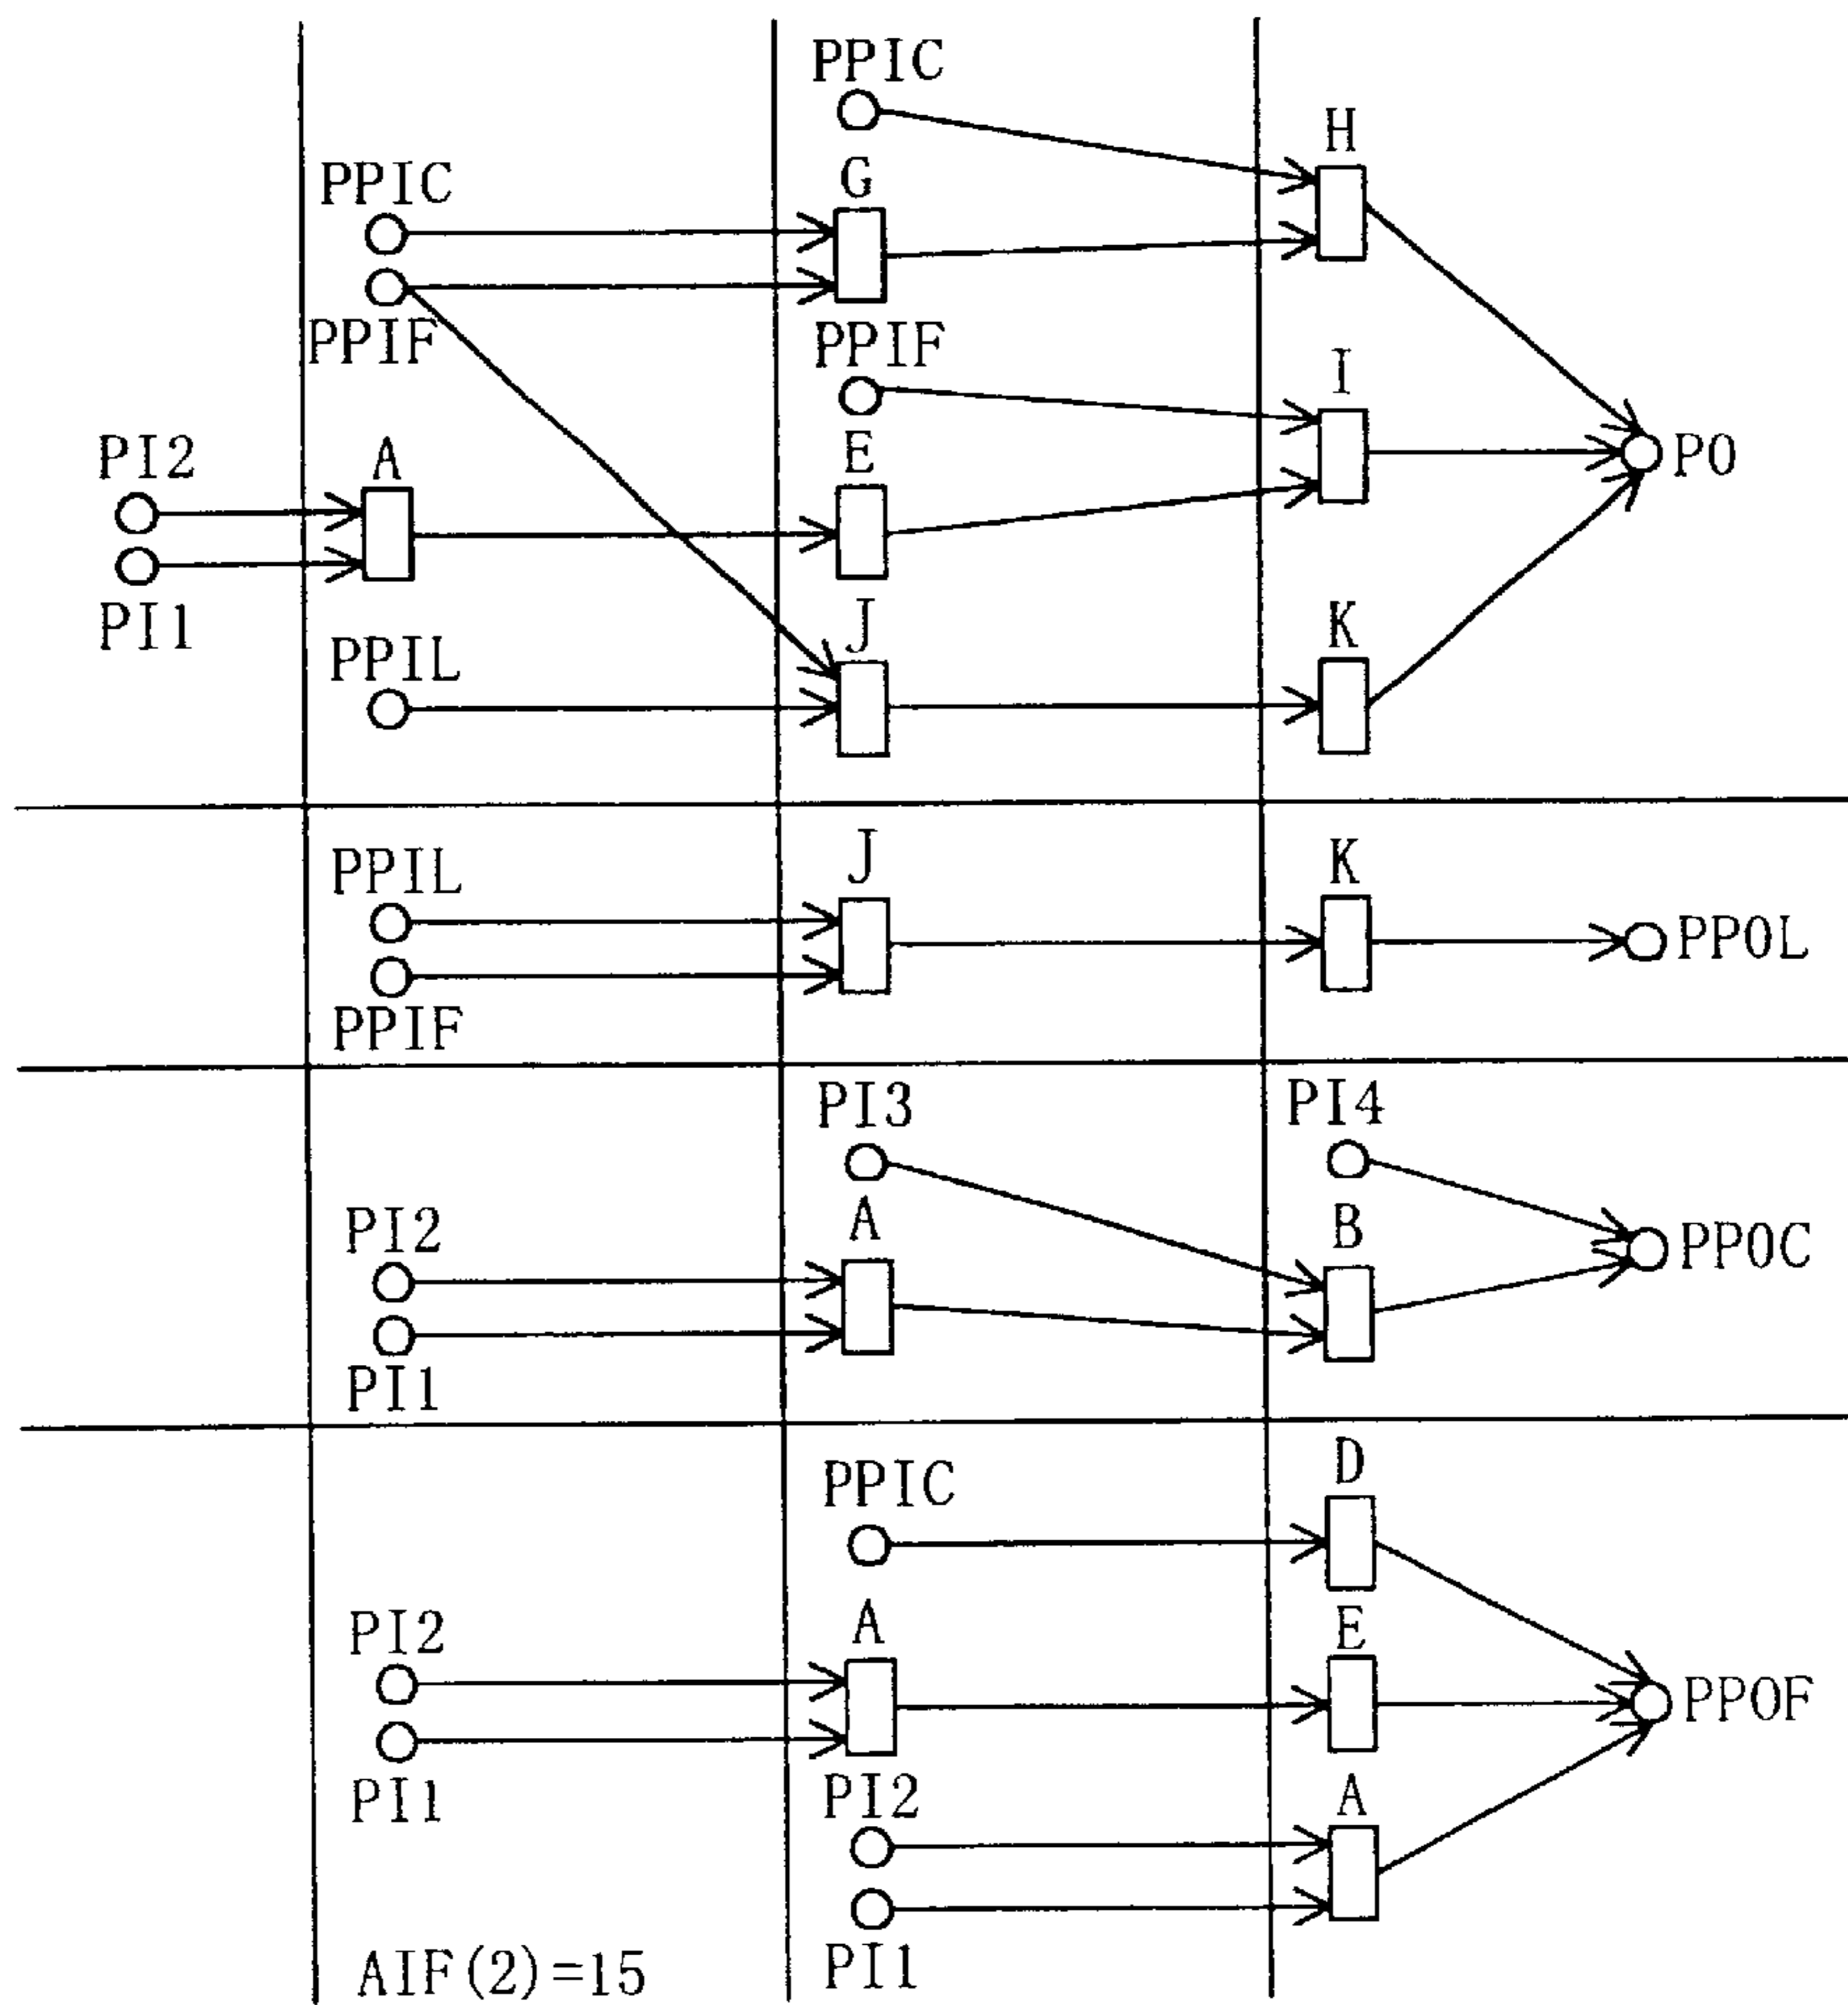 PPIC
H
PPIC
G
PPIF
PPIF
I
PI2
A
E
PO
PI1
PPIL
J
K
PPIL
J
K
PPOL
PPIF
PI3
PI4
PI2
A
B
PPOC
PI1
PPIC
D
PI2
A
E
PPOF
PI1
PI2
A
PI1
AIF(2)=15